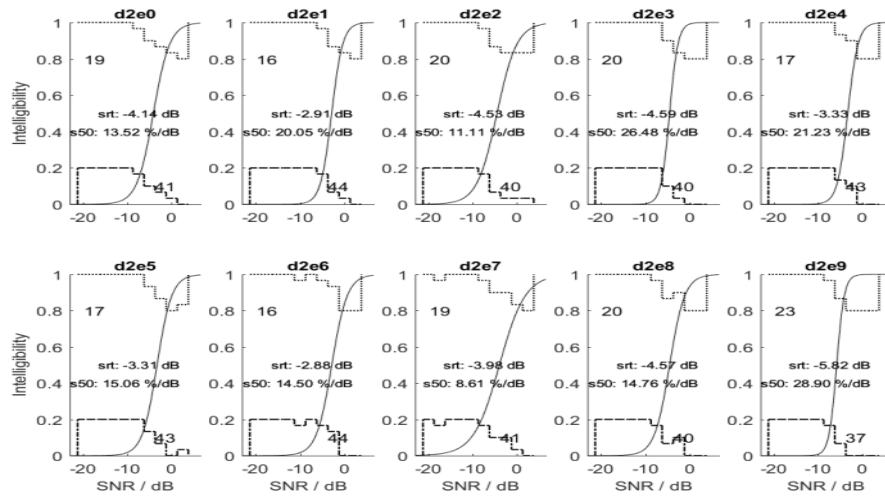 d2e0 d2e1 d2e2 d2e3 d2e4
1 1 1 1 1
0.8 0.8 0.8 0.8 0.8
19 16 20 20 17
0.6 0.6 0.6 0.6 0.6
srt: -4.14 dB srt: -2.91 dB srt: -4.53 dB srt: -4.59 dB srt: -3.33 dB
s50: 13.52 %/dB s50: 20.05 %/dB s50: 11.11 %/dB s50: 26.48 %/dB s50: 21.23 %/dB
0.4 0.4 0.4 0.4 0.4
0.2 0.2 0.2 0.2 0.2
41 44 40 40 43
0 0 0 0 0
-20 -10 0 -20 -10 0 -20 -10 0 -20 -10 0 -20 -10 0
Intelligibility
d2e5 d2e6 d2e7 d2e8 d2e9
1 1 1 1 1
0.8 0.8 0.8 0.8 0.8
17 16 19 20 23
0.6 0.6 0.6 0.6 0.6
srt: -3.31 dB srt: -2.88 dB srt: -3.98 dB srt: -4.57 dB srt: -5.82 dB
s50: 15.06 %/dB s50: 14.50 %/dB s50: 8.61 %/dB s50: 14.76 %/dB s50: 28.90 %/dB
0.4 0.4 0.4 0.4 0.4
0.2 0.2 0.2 0.2 0.2
43 44 41 40 37
0 0 0 0 0
-20 -10 0 -20 -10 0 -20 -10 0 -20 -10 0 -20 -10 0
SNR / dB SNR / dB SNR / dB SNR / dB SNR / dB
Intelligibility